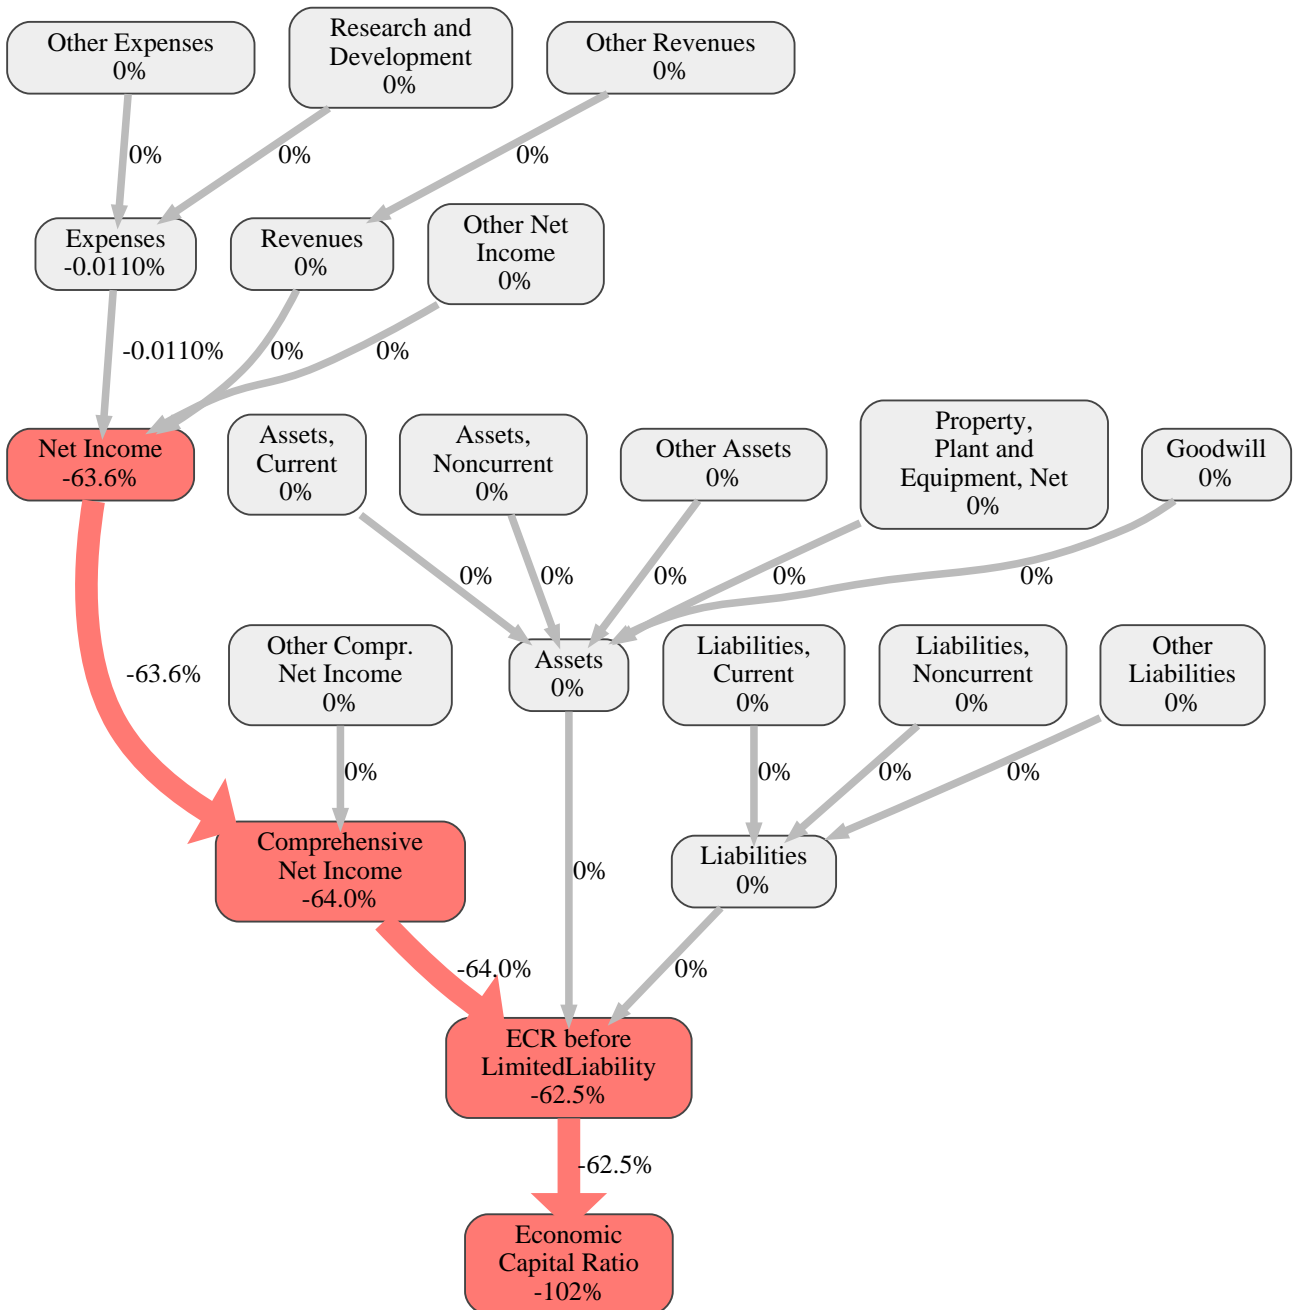 Other Expenses
0%
Research and
Development
0%
Other Revenues
0%
0%
0%
0%
Expenses
-0.0110%
Revenues
0%
Other Net
Income
0%
-0.0110%
0%
0%
Net Income
-63.6%
Assets,
Current
0%
Assets,
Noncurrent
0%
Other Assets
0%
Property,
Plant and
Equipment, Net
0%
Goodwill
0%
0%
0%
0%
0%
0%
-63.6%
Other Compr.
Net Income
0%
Assets
0%
Liabilities,
Current
0%
Liabilities,
Noncurrent
0%
Other
Liabilities
0%
0%
0%
0%
0%
Comprehensive
Net Income
-64.0%
0%
Liabilities
0%
-64.0%
0%
ECR before
LimitedLiability
-62.5%
-62.5%
Economic
Capital Ratio
-102%